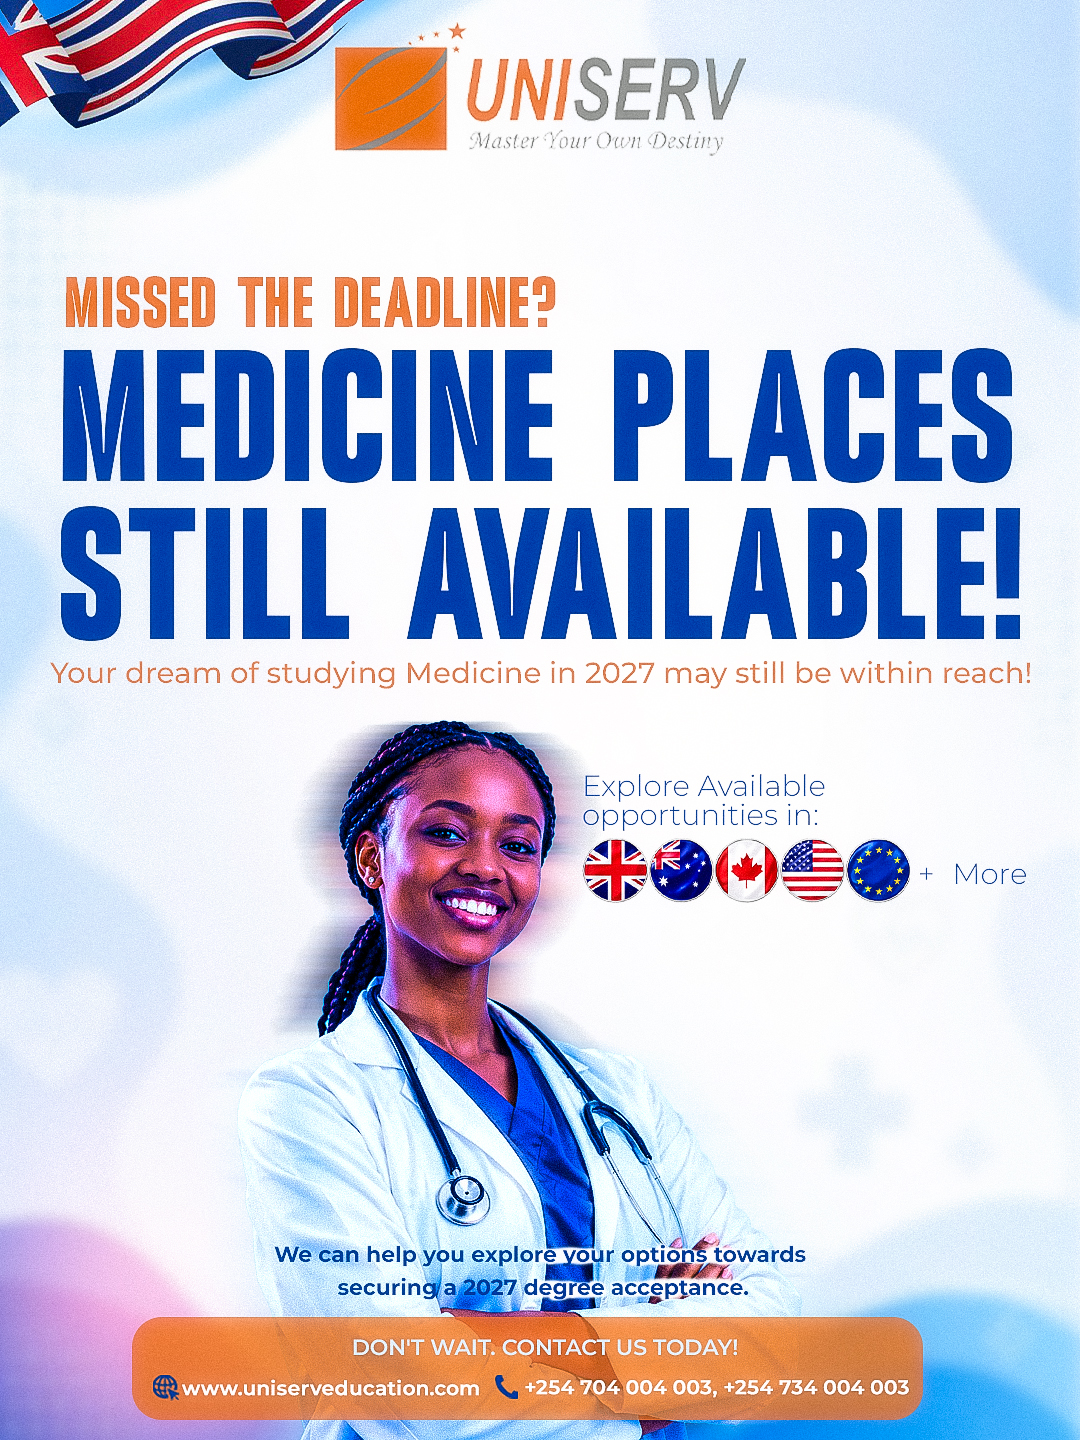 UNISERV
Master Your Own Destiny
MISSED THE DEADLINE?
MEDICINE PLACES
STILL AVAILABLE!
Your dream of studying Medicine in 2027 may still be within reach!
Explore Available
opportunities in:
+ More
We can help you explore your options towards
securing a 2027 degree acceptance.
DON'T WAIT. CONTACT US TODAY!
www.uniserveducation.com +254 704 004 003, +254 734 004 003